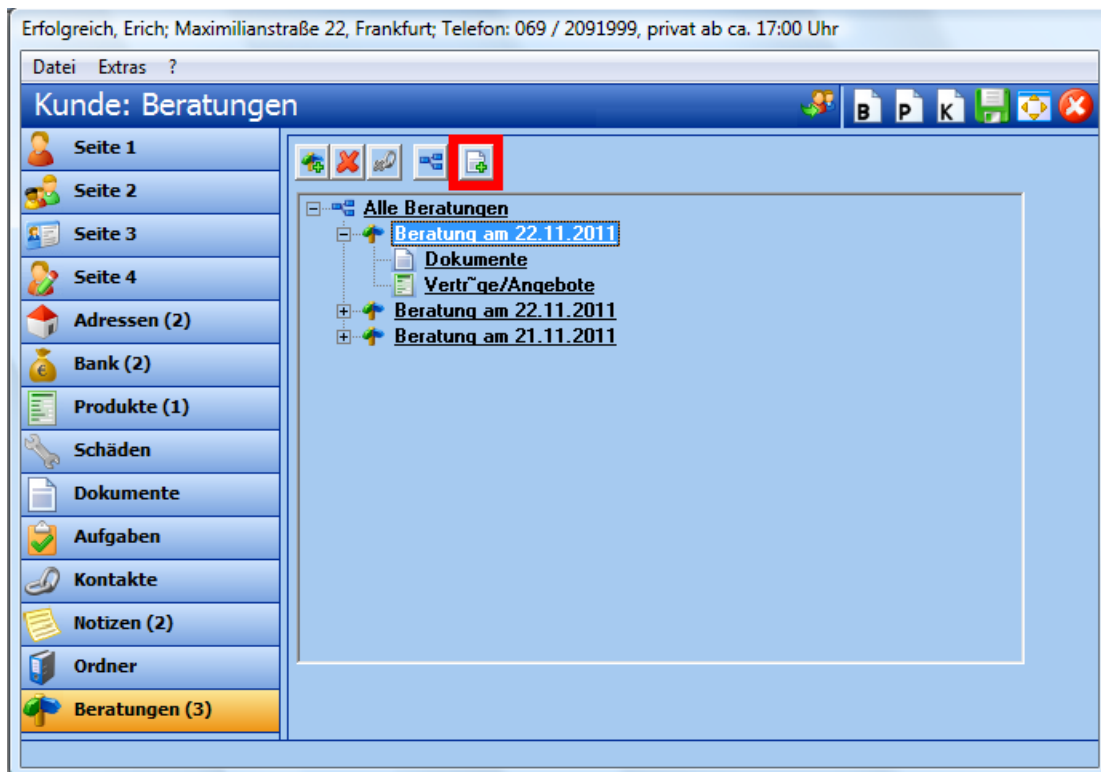 Erfolgreich, Erich; Maximilianstraße 22, Frankfurt; Telefon: 069 / 2091999, privat ab ca. 17:00 Uhr
Datei Extras ?
Kunde: Beratungen
B P K
Seite 1
Seite 2
Seite 3
Seite 4
Adressen (2)
Bank (2)
Produkte (1)
Schäden
Dokumente
Aufgaben
Kontakte
Notizen (2)
Ordner
Beratungen (3)
Alle Beratungen
Beratung am 22.11.2011
Dokumente
Vertr~ge/Angebote
Beratung am 22.11.2011
Beratung am 21.11.2011